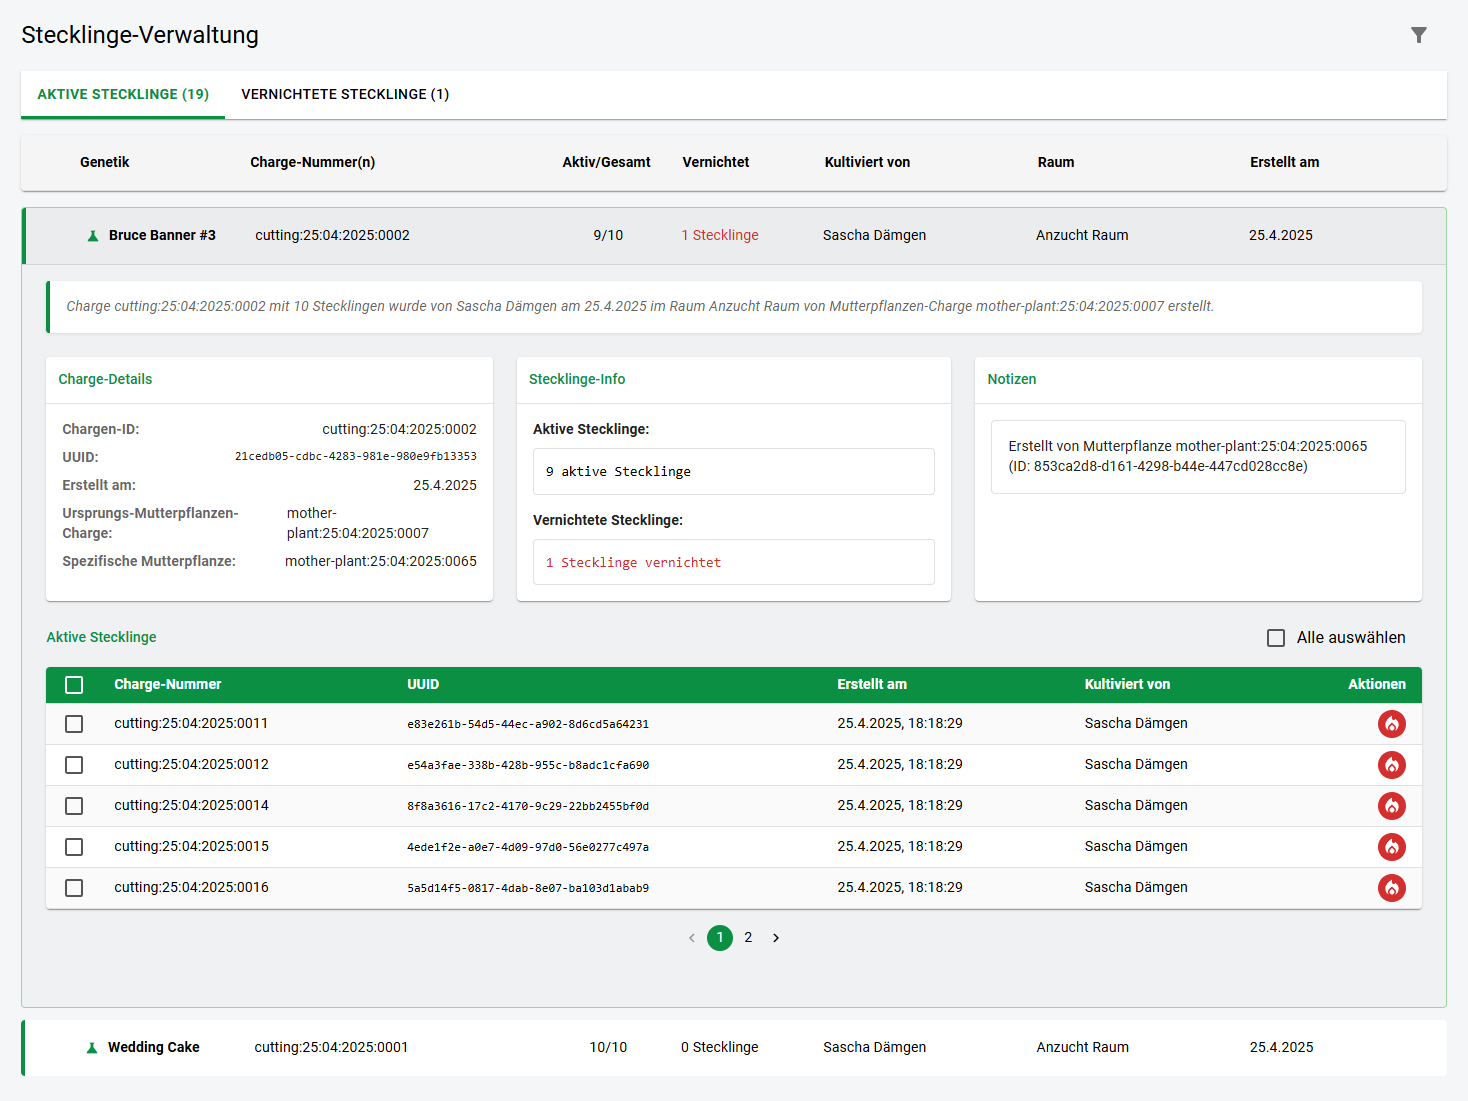 Stecklinge-Verwaltung
AKTIVE STECKLINGE (19) VERNICHTETE STECKLINGE (1)
Genetik Charge-Nummer(n) Aktiv/Gesamt Vernichtet Kultiviert von Raum Erstellt am
Bruce Banner #3 cutting:25:04:2025:0002 9/10 1 Stecklinge Sascha Dämgen Anzucht Raum 25.4.2025
Charge cutting:25:04:2025:0002 mit 10 Stecklingen wurde von Sascha Dämgen am 25.4.2025 im Raum Anzucht Raum von Mutterpflanzen-Charge mother-plant:25:04:2025:0007 erstellt.
Charge-Details
Chargen-ID: cutting:25:04:2025:0002
UUID: 21cedb05-cdbc-4283-981e-980e9fb13353
Erstellt am: 25.4.2025
Ursprungs-Mutterpflanzen- mother-
Charge: plant:25:04:2025:0007
Spezifische Mutterpflanze: mother-plant:25:04:2025:0065
Stecklinge-Info
Aktive Stecklinge:
9 aktive Stecklinge
Vernichtete Stecklinge:
1 Stecklinge vernichtet
Notizen
Erstellt von Mutterpflanze mother-plant:25:04:2025:0065
(ID: 853ca2d8-d161-4298-b44e-447cd028cc8e)
Aktive Stecklinge Alle auswählen
Charge-Nummer UUID Erstellt am Kultiviert von Aktionen
cutting:25:04:2025:0011 e83e261b-54d5-44ec-a902-8d6cd5a64231 25.4.2025, 18:18:29 Sascha Dämgen
cutting:25:04:2025:0012 e54a3fae-338b-428b-955c-b8adc1cfa690 25.4.2025, 18:18:29 Sascha Dämgen
cutting:25:04:2025:0014 8f8a3616-17c2-4170-9c29-22bb2455bf0d 25.4.2025, 18:18:29 Sascha Dämgen
cutting:25:04:2025:0015 4ede1f2e-a0e7-4d09-97d0-56e0277c497a 25.4.2025, 18:18:29 Sascha Dämgen
cutting:25:04:2025:0016 5a5d14f5-0817-4dab-8e07-ba103d1abab9 25.4.2025, 18:18:29 Sascha Dämgen
1 2
Wedding Cake cutting:25:04:2025:0001 10/10 0 Stecklinge Sascha Dämgen Anzucht Raum 25.4.2025